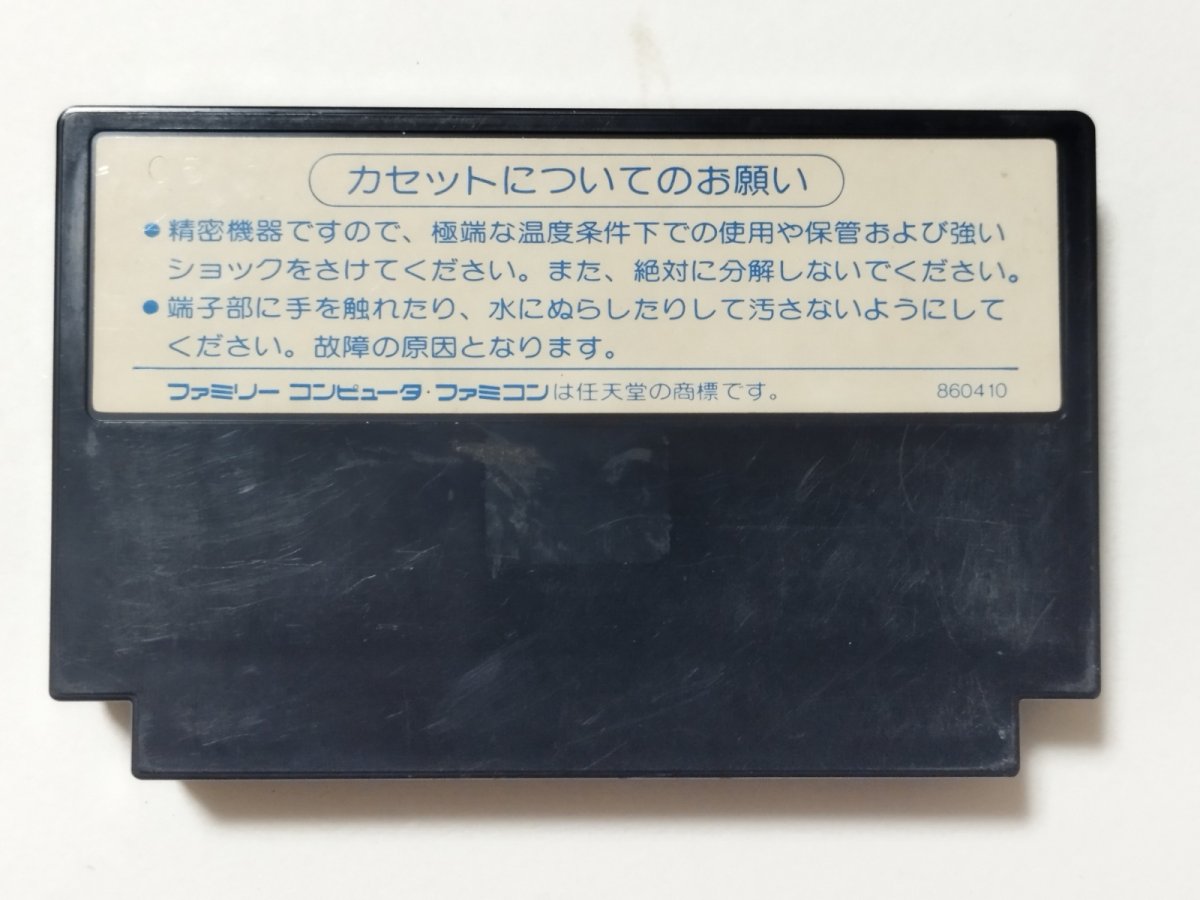 カセットについてのお願い
● 精密機器ですので、極端な温度条件下での使用や保管および強い
ショックをさけてください。また、絶対に分解しないでください。
● 端子部に手を触れたり、水にぬらしたりして汚さないようにして
ください。故障の原因となります。
ファミリー コンピュータ・ファミコンは任天堂の商標です。 860410